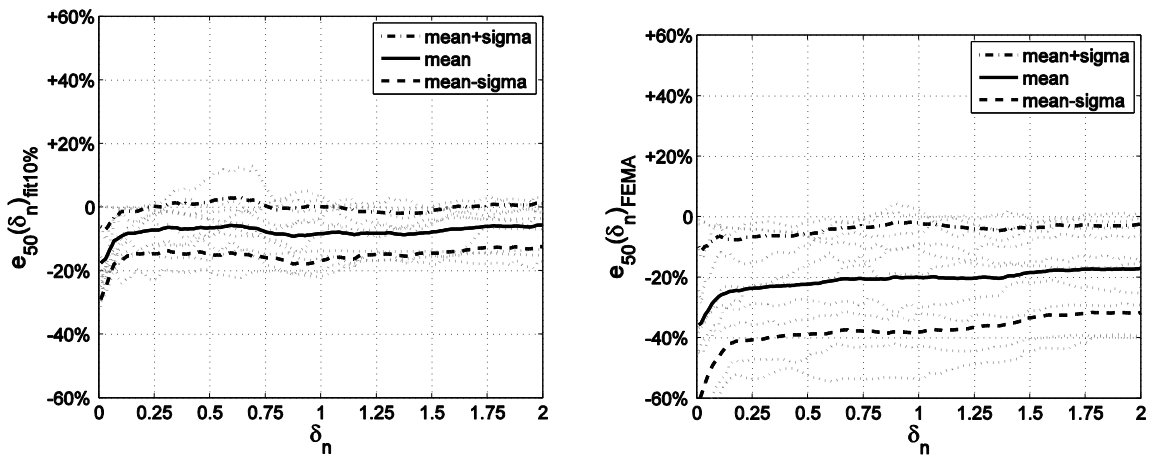 +60%
+40%
+20%
0
-20%
-40%
-60%
e50(δn)fit10%
mean+sigma
mean
mean-sigma
0 0.25 0.5 0.75 1 1.25 1.5 1.75 2
δn
+60%
+40%
+20%
0
-20%
-40%
-60%
e50(δn)FEMA
mean+sigma
mean
mean-sigma
0 0.25 0.5 0.75 1 1.25 1.5 1.75 2
δn